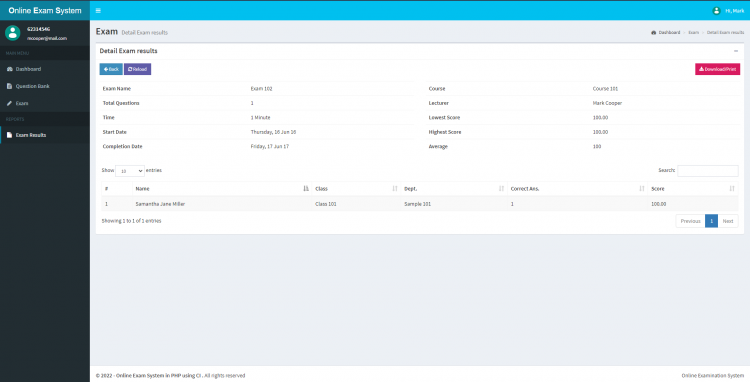 Online Exam System
Hi, Mark
62314546
mcooper@mail.com
MAIN MENU
Dashboard
Question Bank
Exam
REPORTS
Exam Results
Exam Detail Exam results
Dashboard > Exam > Detail Exam results
Detail Exam results
Back Reload Download/Print
Exam Name Exam 102 Course Course 101
Total Questions 1 Lecturer Mark Cooper
Time 1 Minute Lowest Score 100.00
Start Date Thursday, 16 Jun 16 Highest Score 100.00
Completion Date Friday, 17 Jun 17 Average 100
Show 10 entries Search:
# Name Class Dept. Correct Ans. Score
1 Samantha Jane Miller Class 101 Sample 101 1 100.00
Showing 1 to 1 of 1 entries Previous 1 Next
© 2022 - Online Exam System in PHP using CI . All rights reserved Online Examination System